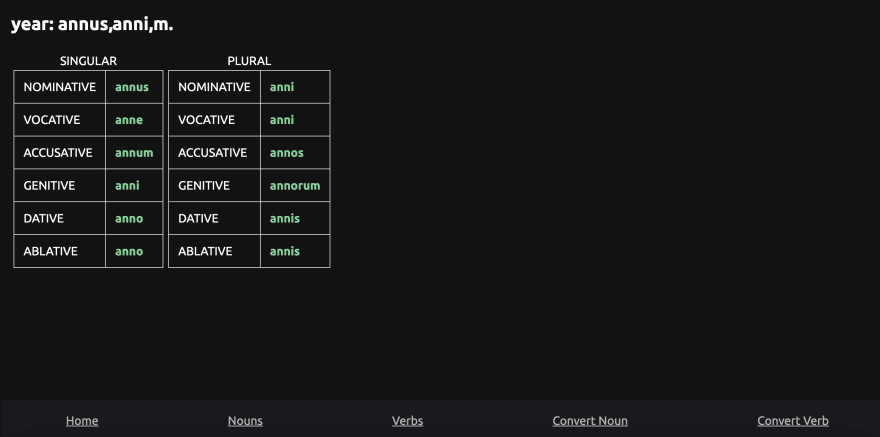 year: annus,anni,m.
SINGULAR PLURAL
NOMINATIVE annus NOMINATIVE anni
VOCATIVE anne VOCATIVE anni
ACCUSATIVE annum ACCUSATIVE annos
GENITIVE anni GENITIVE annorum
DATIVE anno DATIVE annis
ABLATIVE anno ABLATIVE annis
Home Nouns Verbs Convert Noun Convert Verb